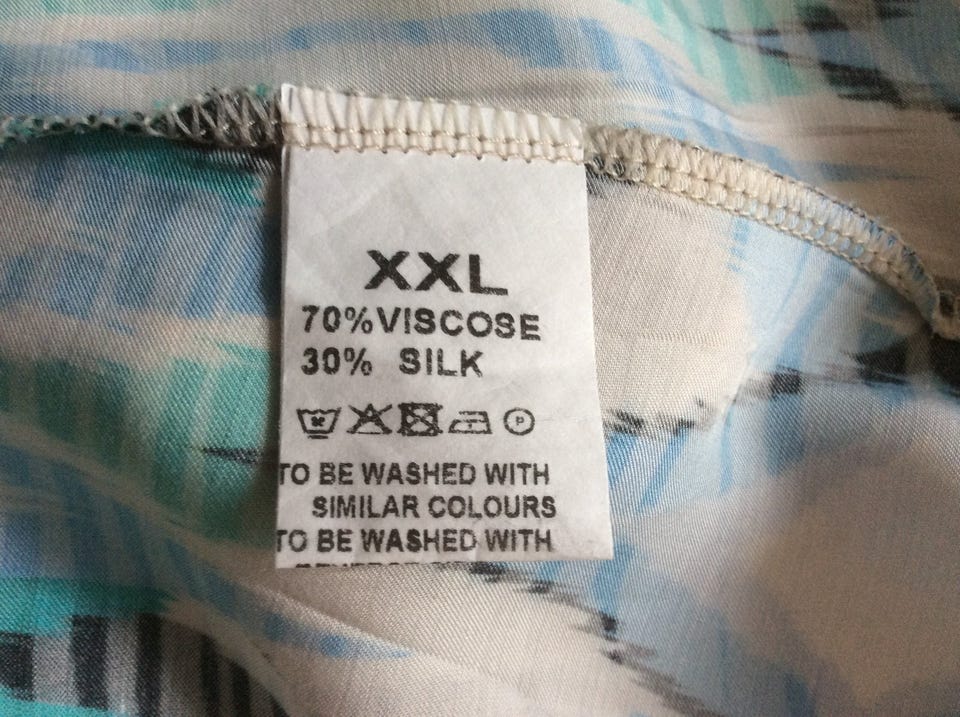 XXL
70% VISCOSE
30% SILK
P
TO BE WASHED WITH
SIMILAR COLOURS
TO BE WASHED WITH